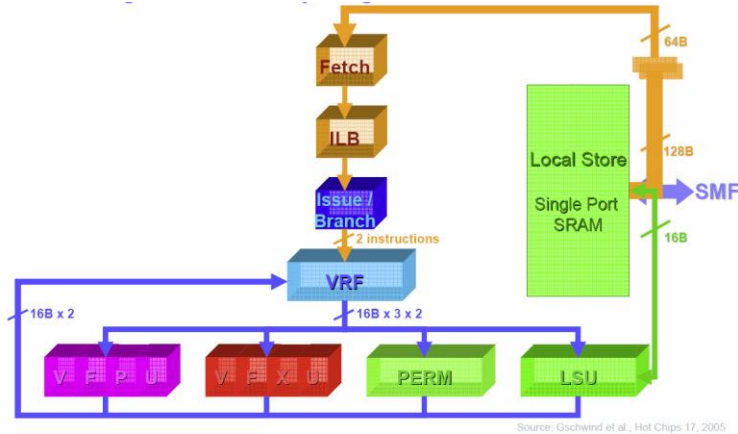 64B
Fetch
128B
ILB
Local Store
Single Port
SRAM
SMF
Issue /
Branch
2 instructions
16B
VRF
16B x 2
16B x 3 x 2
V F P U
V F X U
PERM
LSU
Source: Gschwind et al., Hot Chips 17, 2005